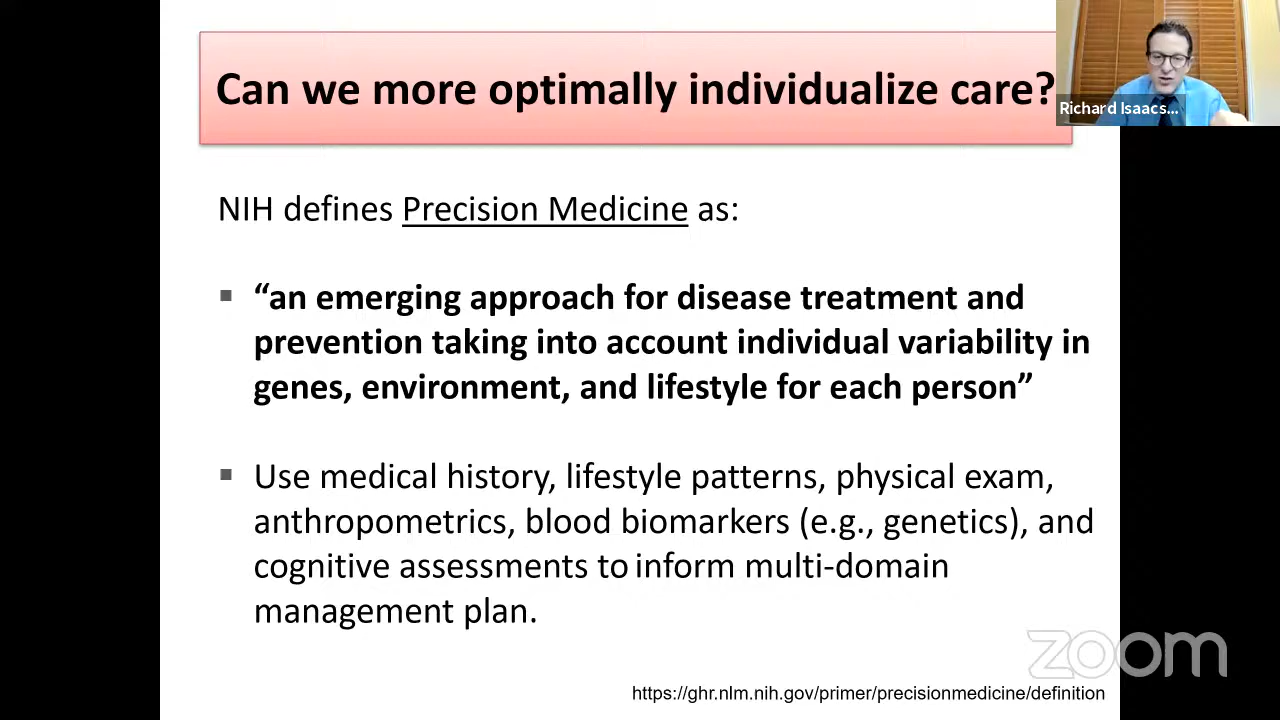 Can we more optimally individualize care?
Richard Isaacs...
NIH defines Precision Medicine as:
▪ “an emerging approach for disease treatment and
prevention taking into account individual variability in
genes, environment, and lifestyle for each person”
▪ Use medical history, lifestyle patterns, physical exam,
anthropometrics, blood biomarkers (e.g., genetics), and
cognitive assessments to inform multi-domain
management plan.
zoom
https://ghr.nlm.nih.gov/primer/precisionmedicine/definition